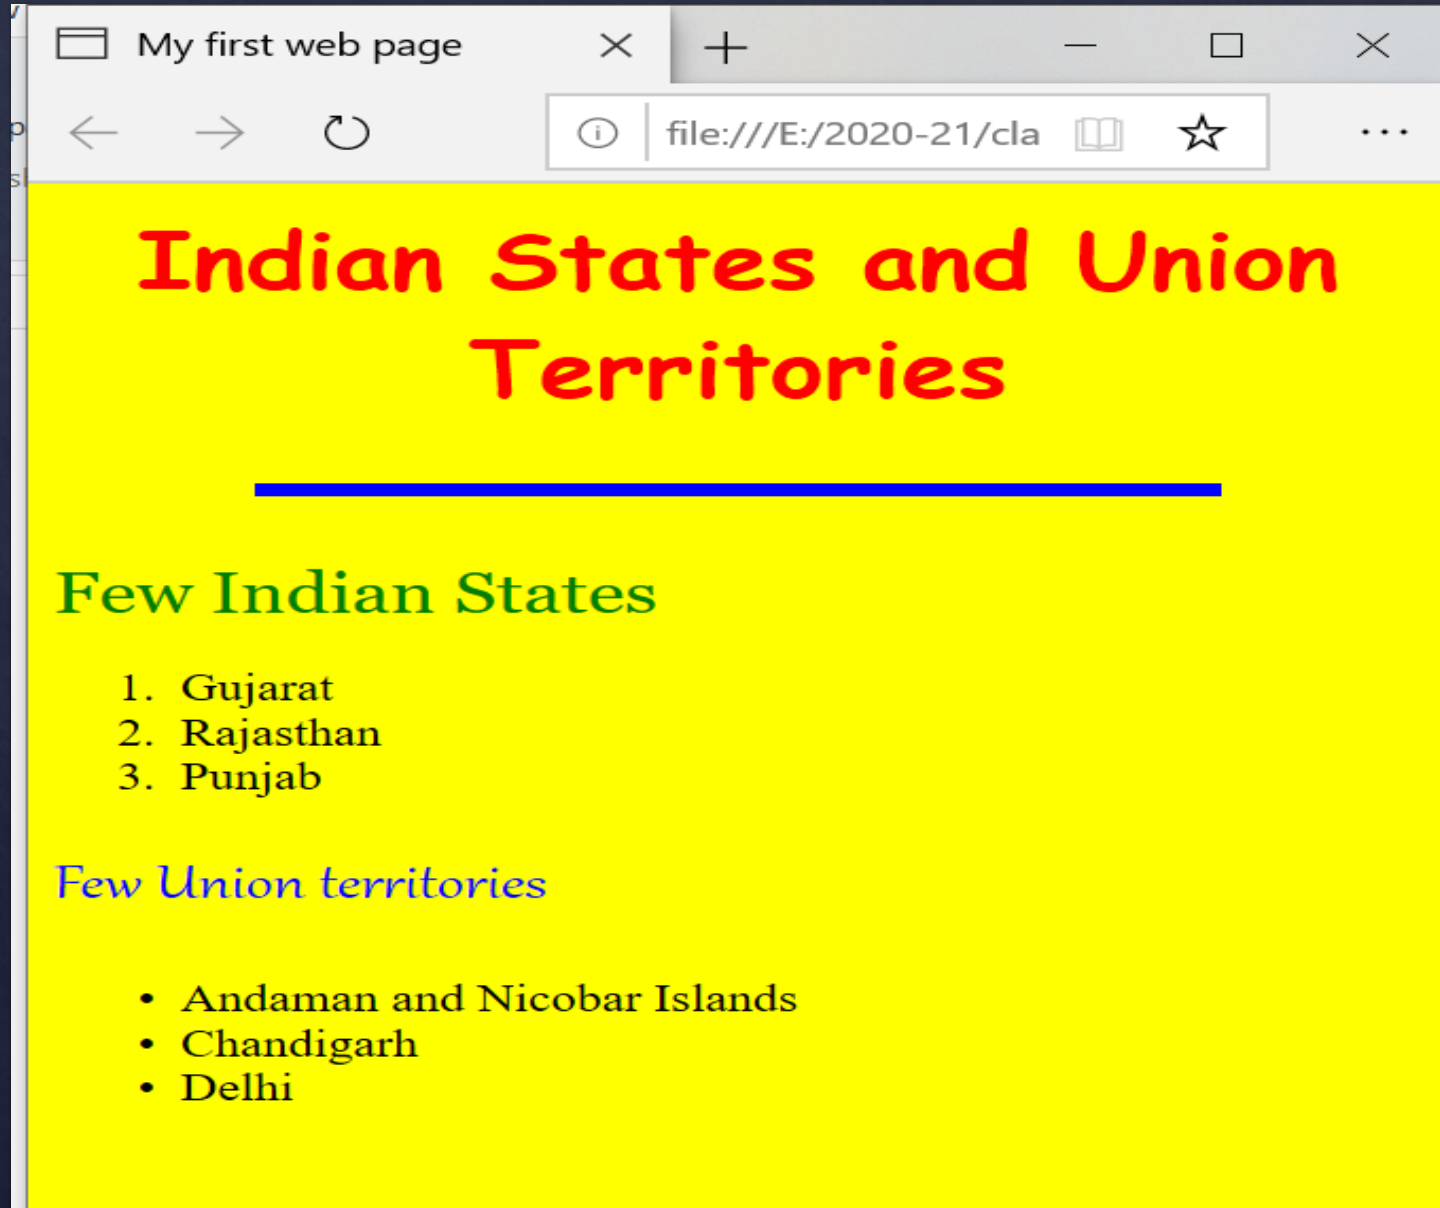 My first web page
file:///E:/2020-21/cla
Indian States and Union
Territories
Few Indian States
1. Gujarat
2. Rajasthan
3. Punjab
Few Union territories
• Andaman and Nicobar Islands
• Chandigarh
• Delhi